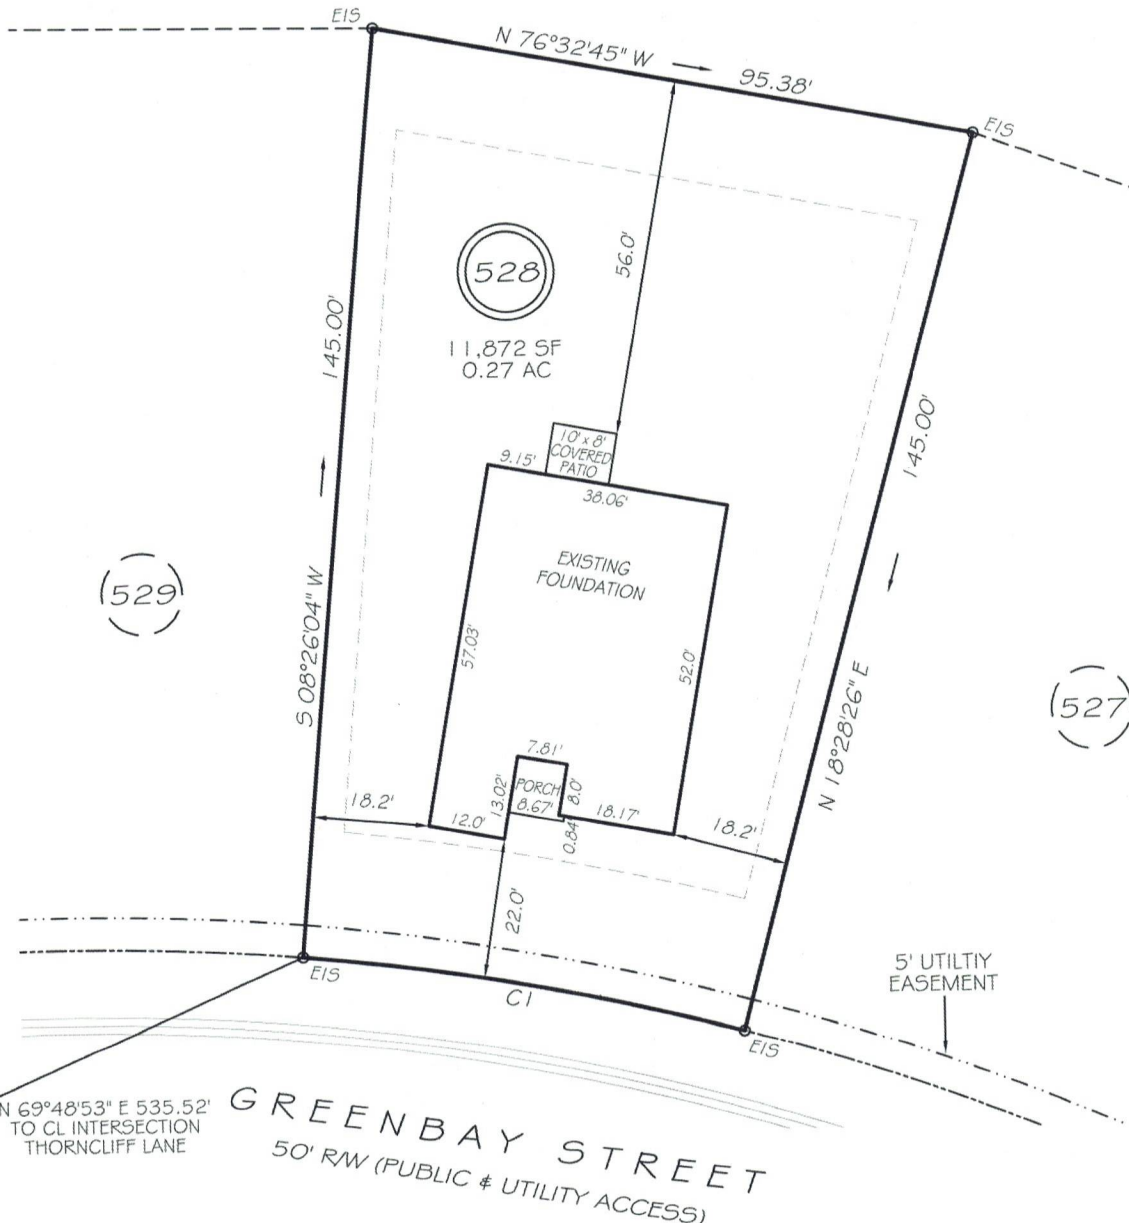 EIS
N 76°32'45" W
95.38'
EIS
56.0'
528
11,872 SF
0.27 AC
145.00'
145.00'
10' x 8'
COVERED
PATIO
9.15'
38.06'
EXISTING
FOUNDATION
529
S 08°26'04" W
57.03'
52.0'
527
N 18°28'26" E
7.81'
13.02'
PORCH
8.67'
8.0'
18.2'
12.0'
0.84'
18.17'
18.2'
22.0'
EIS
C1
EIS
5' UTILTIY
EASEMENT
N 69°48'53" E 535.52'
TO CL INTERSECTION
THORNCLIFF LANE
GREENBAY STREET
50' R/W (PUBLIC & UTILITY ACCESS)